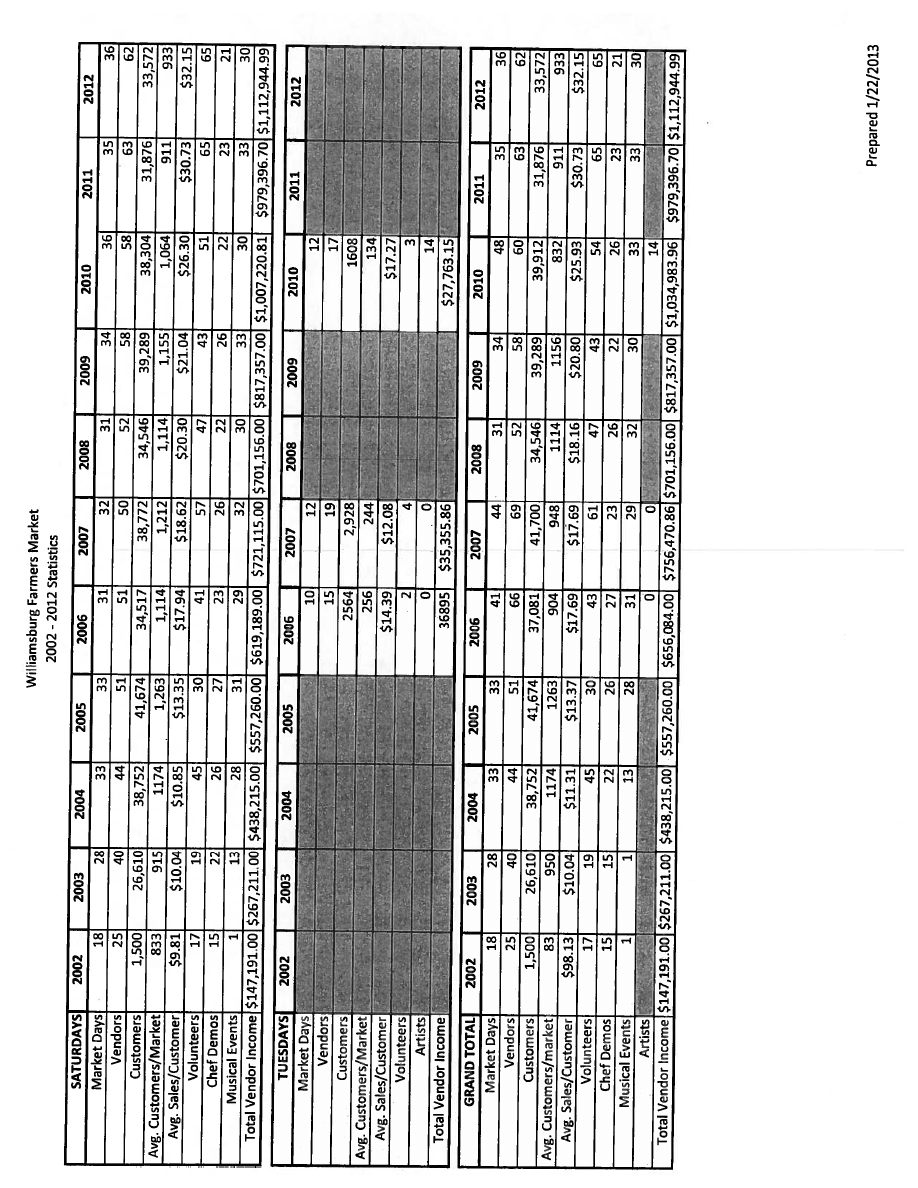 Williamsburg Farmers Market
2002 - 2012 Statistics
SATURDAYS 2002 2003 2004 2005 2006 2007 2008 2009 2010 2011 2012
Market Days 18 28 33 33 31 32 31 34 36 35 36
Vendors 25 40 44 51 51 50 52 58 58 63 62
Customers 1,500 26,610 38,752 41,674 34,517 38,772 34,546 39,289 38,304 31,876 33,572
Avg. Customers/Market 833 915 1174 1,263 1,114 1,212 1,114 1,155 1,064 911 933
Avg. Sales/Customer $9.81 $10.04 $10.85 $13.35 $17.94 $18.62 $20.30 $21.04 $26.30 $30.73 $32.15
Volunteers 17 19 45 30 41 57 47 43 51 65 65
Chef Demos 15 22 26 27 23 26 22 26 22 23 21
Musical Events 1 13 28 31 29 32 30 33 30 33 30
Total Vendor Income $147,191.00 $267,211.00 $438,215.00 $557,260.00 $619,189.00 $721,115.00 $701,156.00 $817,357.00 $1,007,220.81 $979,396.70 $1,112,944.99
TUESDAYS 2002 2003 2004 2005 2006 2007 2008 2009 2010 2011 2012
Market Days 10 12 12
Vendors 15 19 17
Customers 2564 2,928 1608
Avg. Customers/Market 256 244 134
Avg. Sales/Customer $14.39 $12.08 $17.27
Volunteers 2 4 3
Artists 0 0 14
Total Vendor Income 36895 $35,355.86 $27,763.15
GRAND TOTAL 2002 2003 2004 2005 2006 2007 2008 2009 2010 2011 2012
Market Days 18 28 33 33 41 44 31 34 48 35 36
Vendors 25 40 44 51 66 69 52 58 60 63 62
Customers 1,500 26,610 38,752 41,674 37,081 41,700 34,546 39,289 39,912 31,876 33,572
Avg. Customers/market 83 950 1174 1263 904 948 1114 1156 832 911 933
Avg. Sales/Customer $98.13 $10.04 $11.31 $13.37 $17.69 $17.69 $18.16 $20.80 $25.93 $30.73 $32.15
Volunteers 17 19 45 30 43 61 47 43 54 65 65
Chef Demos 15 15 22 26 27 23 26 22 26 23 21
Musical Events 1 1 13 28 31 29 32 30 33 33 30
Artists 0 0 14
Total Vendor Income $147,191.00 $267,211.00 $438,215.00 $557,260.00 $656,084.00 $756,470.86 $701,156.00 $817,357.00 $1,034,983.96 $979,396.70 $1,112,944.99
Prepared 1/22/2013